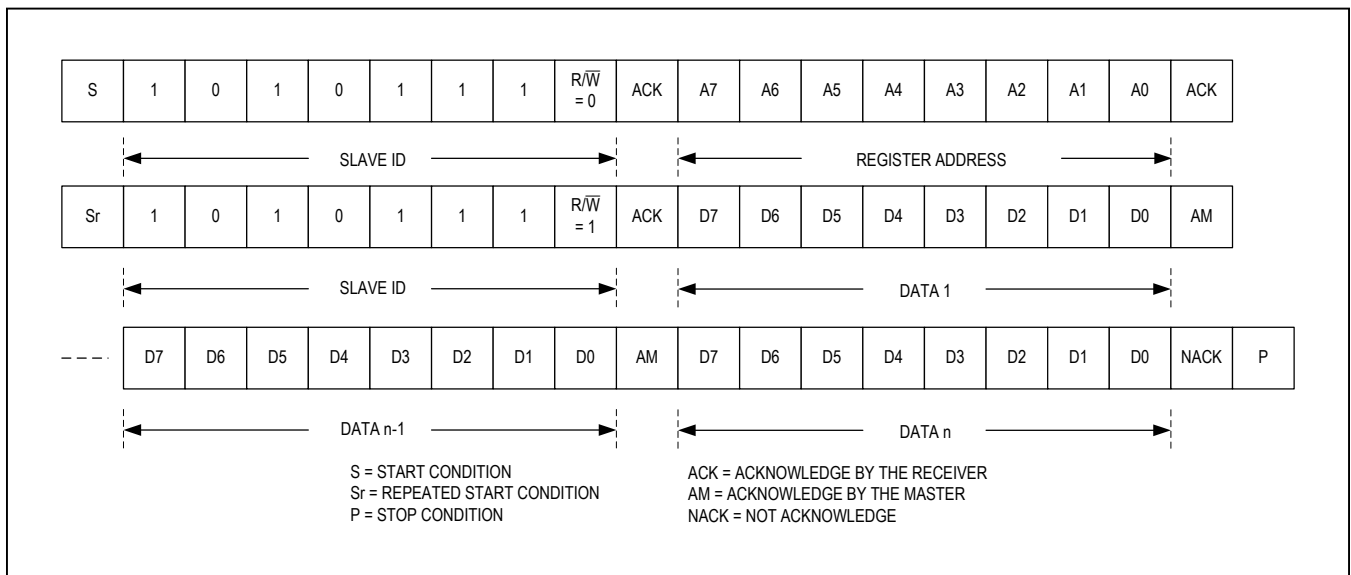 S 1 0 1 0 1 1 1 R/W̅ = 0 ACK A7 A6 A5 A4 A3 A2 A1 A0 ACK
SLAVE ID REGISTER ADDRESS
Sr 1 0 1 0 1 1 1 R/W̅ = 1 ACK D7 D6 D5 D4 D3 D2 D1 D0 AM
SLAVE ID DATA 1
D7 D6 D5 D4 D3 D2 D1 D0 AM D7 D6 D5 D4 D3 D2 D1 D0 NACK P
DATA n-1 DATA n
S = START CONDITION
Sr = REPEATED START CONDITION
P = STOP CONDITION
ACK = ACKNOWLEDGE BY THE RECEIVER
AM = ACKNOWLEDGE BY THE MASTER
NACK = NOT ACKNOWLEDGE